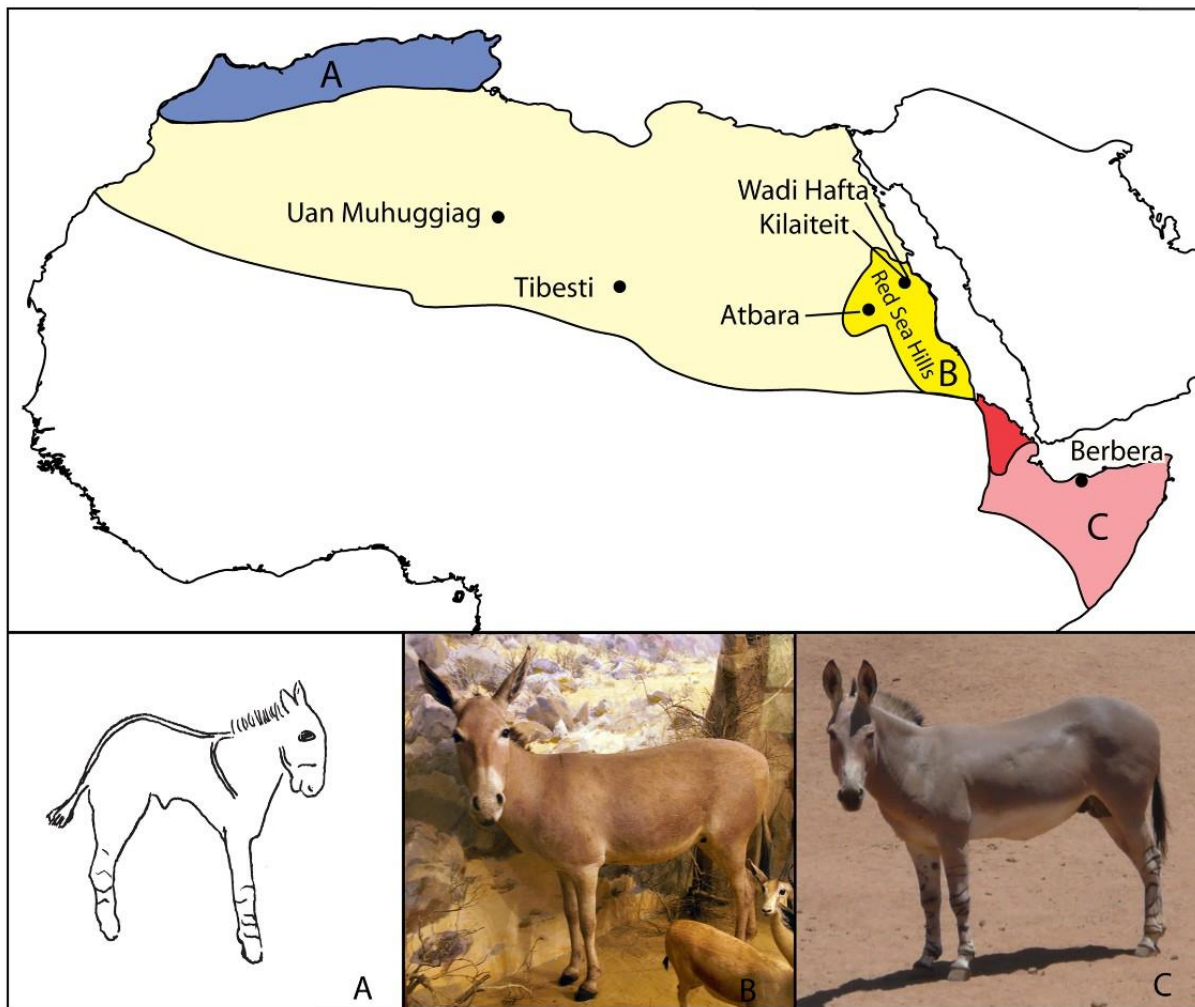 A
Wadi Hafta
Uan Muhuggiag
Kilaiteit
Tibesti
Atbara
Red Sea Hills
B
Berbera
C
A
B
C